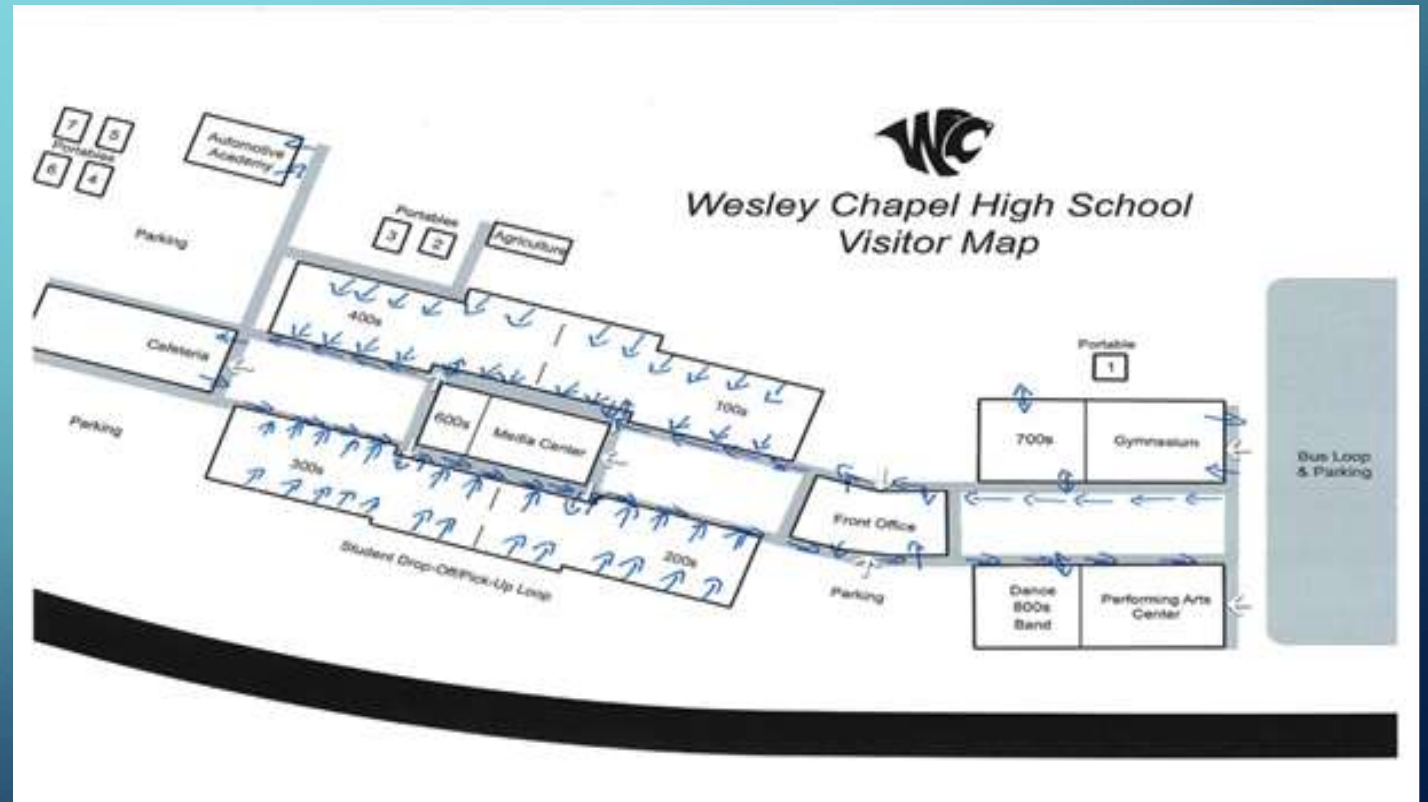 WC
Wesley Chapel High School
Visitor Map
7
5
Portables
6
4
Automotive
Academy
Parking
Portables
3
2
Agriculture
400s
Cafeteria
100s
Portable
1
600s
Media Center
700s
Gymnasium
Bus Loop
& Parking
Parking
300s
Front Office
200s
Student Drop-Off/Pick-Up Loop
Parking
Dance
800s
Band
Performing Arts
Center